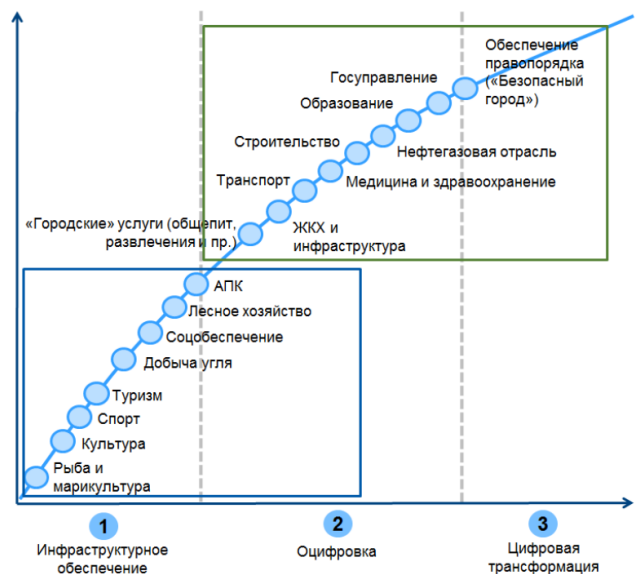 Обеспечение
правопорядка
(«Безопасный
город»)
Госуправление
Образование
Строительство
Нефтегазовая отрасль
Транспорт
Медицина и здравоохранение
«Городские» услуги (общепит,
развлечения и пр.)
ЖКХ и
инфраструктура
АПК
Лесное хозяйство
Соцобеспечение
Добыча угля
Туризм
Спорт
Культура
Рыба и
марикультура
1
Инфраструктурное
обеспечение
2
Оцифровка
3
Цифровая
трансформация